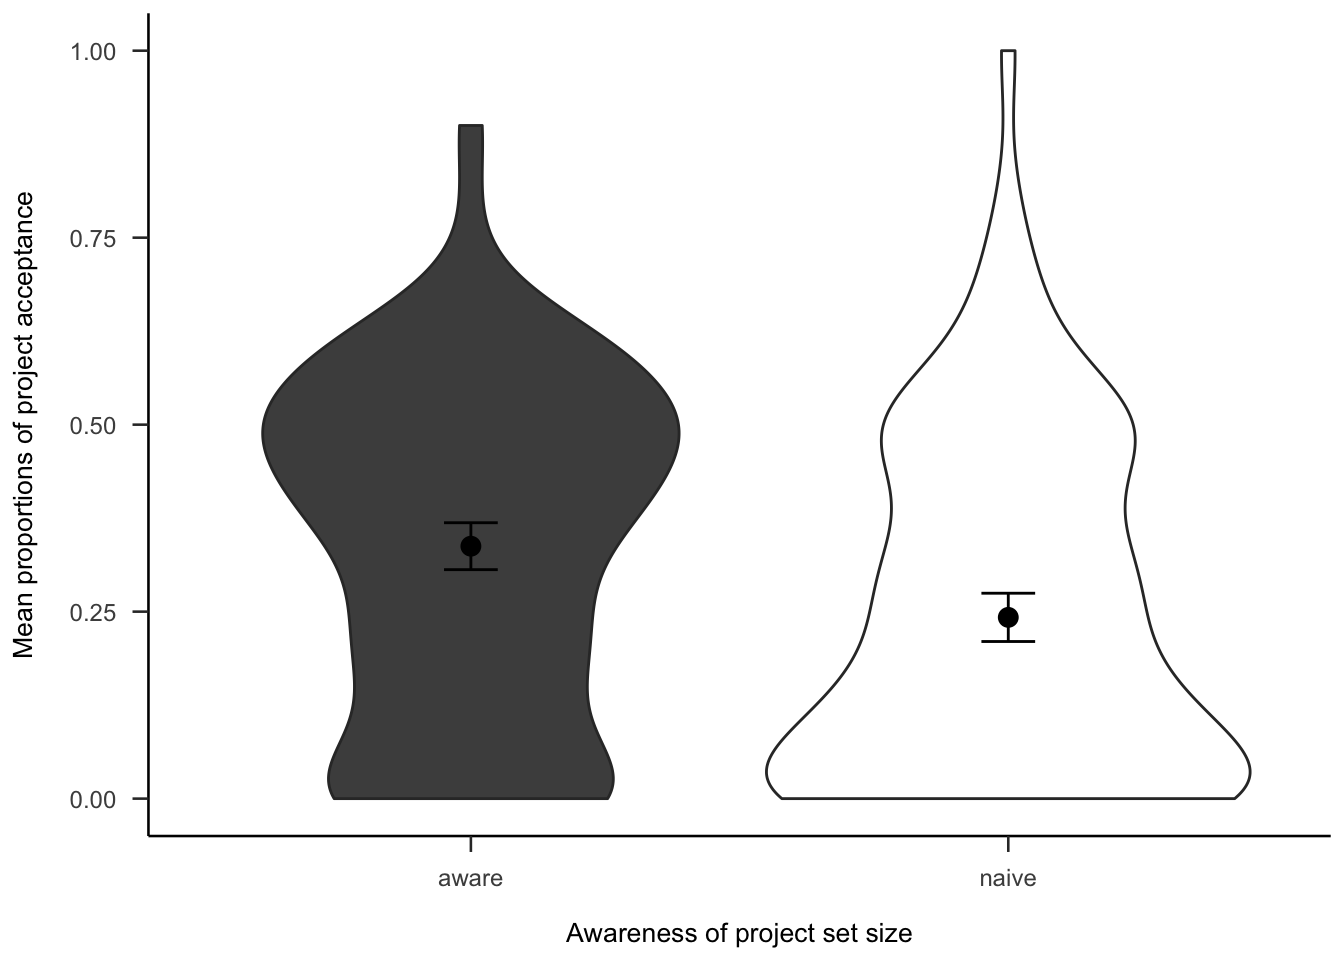 Mean proportions of project acceptance
1.00
0.75
0.50
0.25
0.00
aware naive
Awareness of project set size